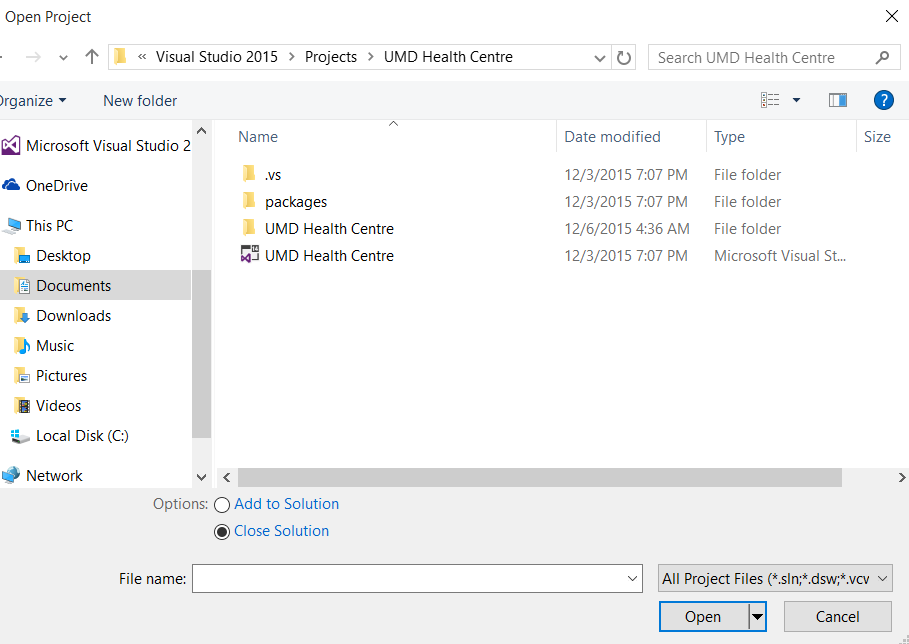 Open Project
« Visual Studio 2015 > Projects > UMD Health Centre
Search UMD Health Centre
Organize
New folder
?
Microsoft Visual Studio 2
OneDrive
This PC
Desktop
Documents
Downloads
Music
Pictures
Videos
Local Disk (C:)
Network
Name Date modified Type Size
.vs 12/3/2015 7:07 PM File folder
packages 12/3/2015 7:07 PM File folder
UMD Health Centre 12/6/2015 4:36 AM File folder
UMD Health Centre 12/3/2015 7:07 PM Microsoft Visual St...
Options: Add to Solution
Close Solution
File name: All Project Files (*.sln;*.dsw;*.vcw
Open Cancel